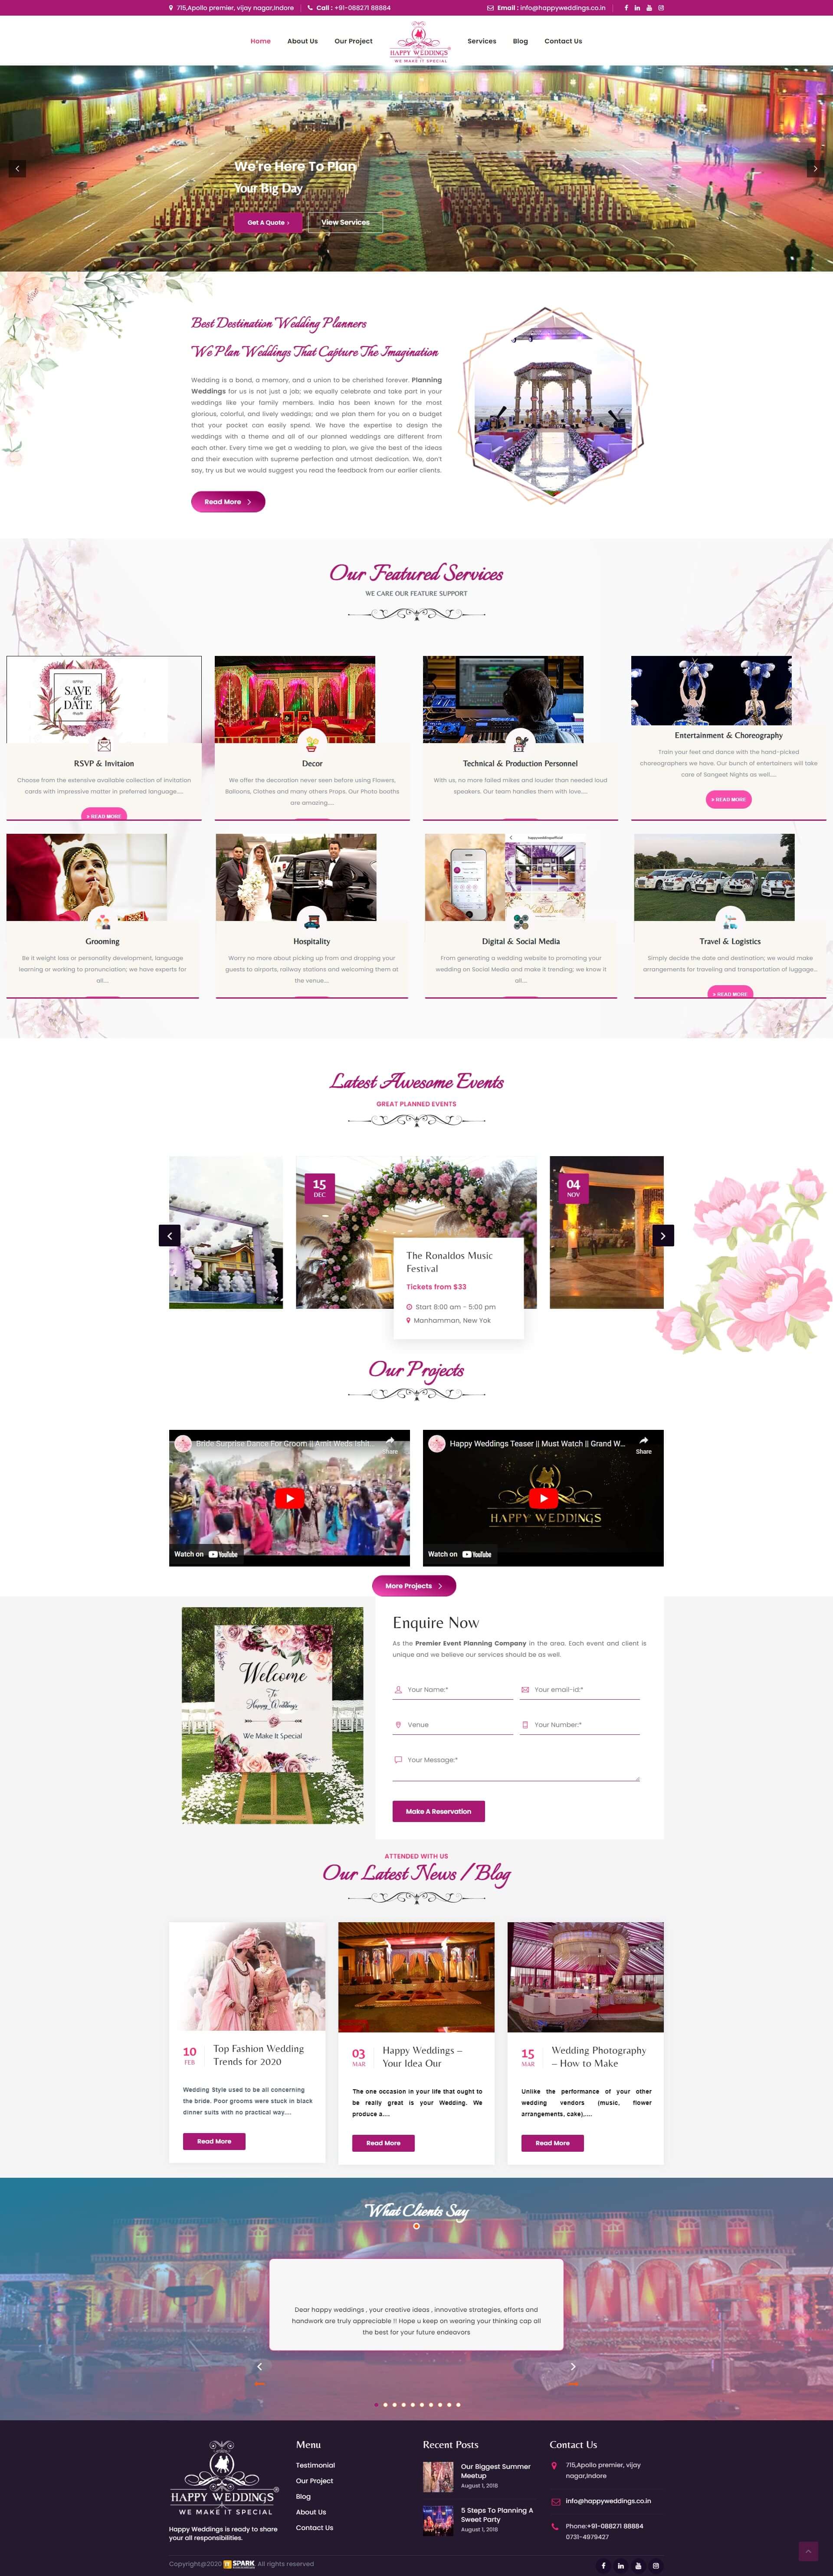 715,Apollo premier, vijay nagar,Indore
Call : +91-088271 88884
Email : info@happyweddings.co.in
Home
About Us
Our Project
HAPPY WEDDINGS
WE MAKE IT SPECIAL
Services
Blog
Contact Us
We're Here To Plan
Your Big Day
Get A Quote
View Services
Best Destination Wedding Planners
We Plan Weddings That Capture The Imagination
Wedding is a bond, a memory, and a union to be cherished forever. Planning
Weddings for us is not just a job; we equally celebrate and take part in your
weddings like your family members. India has been known for the most
glorious, colorful, and lively weddings; and we plan them for you on a budget
that your pocket can easily spend. We have the expertise to design the
weddings with a theme and all of our planned weddings are different from
each other. Every time we get a wedding to plan, we give the best of the ideas
and their execution with supreme perfection and utmost dedication. We, don't
say, try us but we would suggest you read the feedback from our earlier clients.
Read More
Our Featured Services
WE CARE OUR FEATURE SUPPORT
SAVE
the
DATE
RSVP & Invitaion
Choose from the extensive available collection of invitation
cards with impressive matter in preferred language....
» READ MORE
Decor
We offer the decoration never seen before using Flowers,
Balloons, Clothes and many others Props. Our Photo booths
are amazing....
Technical & Production Personnel
With us, no more failed mikes and louder than needed loud
speakers. Our team handles them with love....
Entertainment & Choreography
Train your feet and dance with the hand-picked
choreographers we have. Our bunch of entertainers will take
care of Sangeet Nights as well....
» READ MORE
Grooming
Be it weight loss or personality development, language
learning or working to pronunciation; we have experts for
all....
Hospitality
Worry no more about picking up from and dropping your
guests to airports, railway stations and welcoming them at
the venue....
happyweddingsofficial
Digital & Social Media
From generating a wedding website to promoting your
wedding on Social Media and make it trending; we know it
all....
Travel & Logistics
Simply decide the date and destination; we would make
arrangements for traveling and transportation of luggage...
» READ MORE
Latest Awesome Events
GREAT PLANNED EVENTS
15
DEC
04
NOV
The Ronaldos Music
Festival
Tickets from $33
Start 8:00 am - 5:00 pm
Manhamman, New Yok
Our Projects
Bride Surprise Dance For Groom || Amit Weds Ishit...
Share
Watch on YouTube
Happy Weddings Teaser || Must Watch || Grand W...
Share
HAPPY WEDDINGS
Watch on YouTube
More Projects
Welcome
To
Happy Weddings
We Make It Special
Enquire Now
As the Premier Event Planning Company in the area. Each event and client is
unique and we believe our services should be as well.
Your Name:*
Your email-id:*
Venue
Your Number:*
Your Message:*
Make A Reservation
ATTENDED WITH US
Our Latest News / Blog
10
FEB
Top Fashion Wedding
Trends for 2020
Wedding Style used to be all concerning
the bride. Poor grooms were stuck in black
dinner suits with no practical way....
Read More
03
MAR
Happy Weddings –
Your Idea Our
The one occasion in your life that ought to
be really great is your Wedding. We
produce a....
Read More
15
MAR
Wedding Photography
– How to Make
Unlike the performance of your other
wedding vendors (music, flower
arrangements, cake),....
Read More
What Clients Say
Dear happy weddings , your creative ideas , innovative strategies, efforts and
handwork are truly appreciable !! Hope u keep on wearing your thinking cap all
the best for your future endeavors
HAPPY WEDDINGS
WE MAKE IT SPECIAL
Happy Weddings is ready to share
your all responsibilities.
Menu
Testimonial
Our Project
Blog
About Us
Contact Us
Recent Posts
Our Biggest Summer
Meetup
August 1, 2018
5 Steps To Planning A
Sweet Party
August 1, 2018
Contact Us
715,Apollo premier, vijay
nagar,Indore
info@happyweddings.co.in
Phone:+91-088271 88884
0731-4979427
Copyright@2020 SPARK All rights reserved